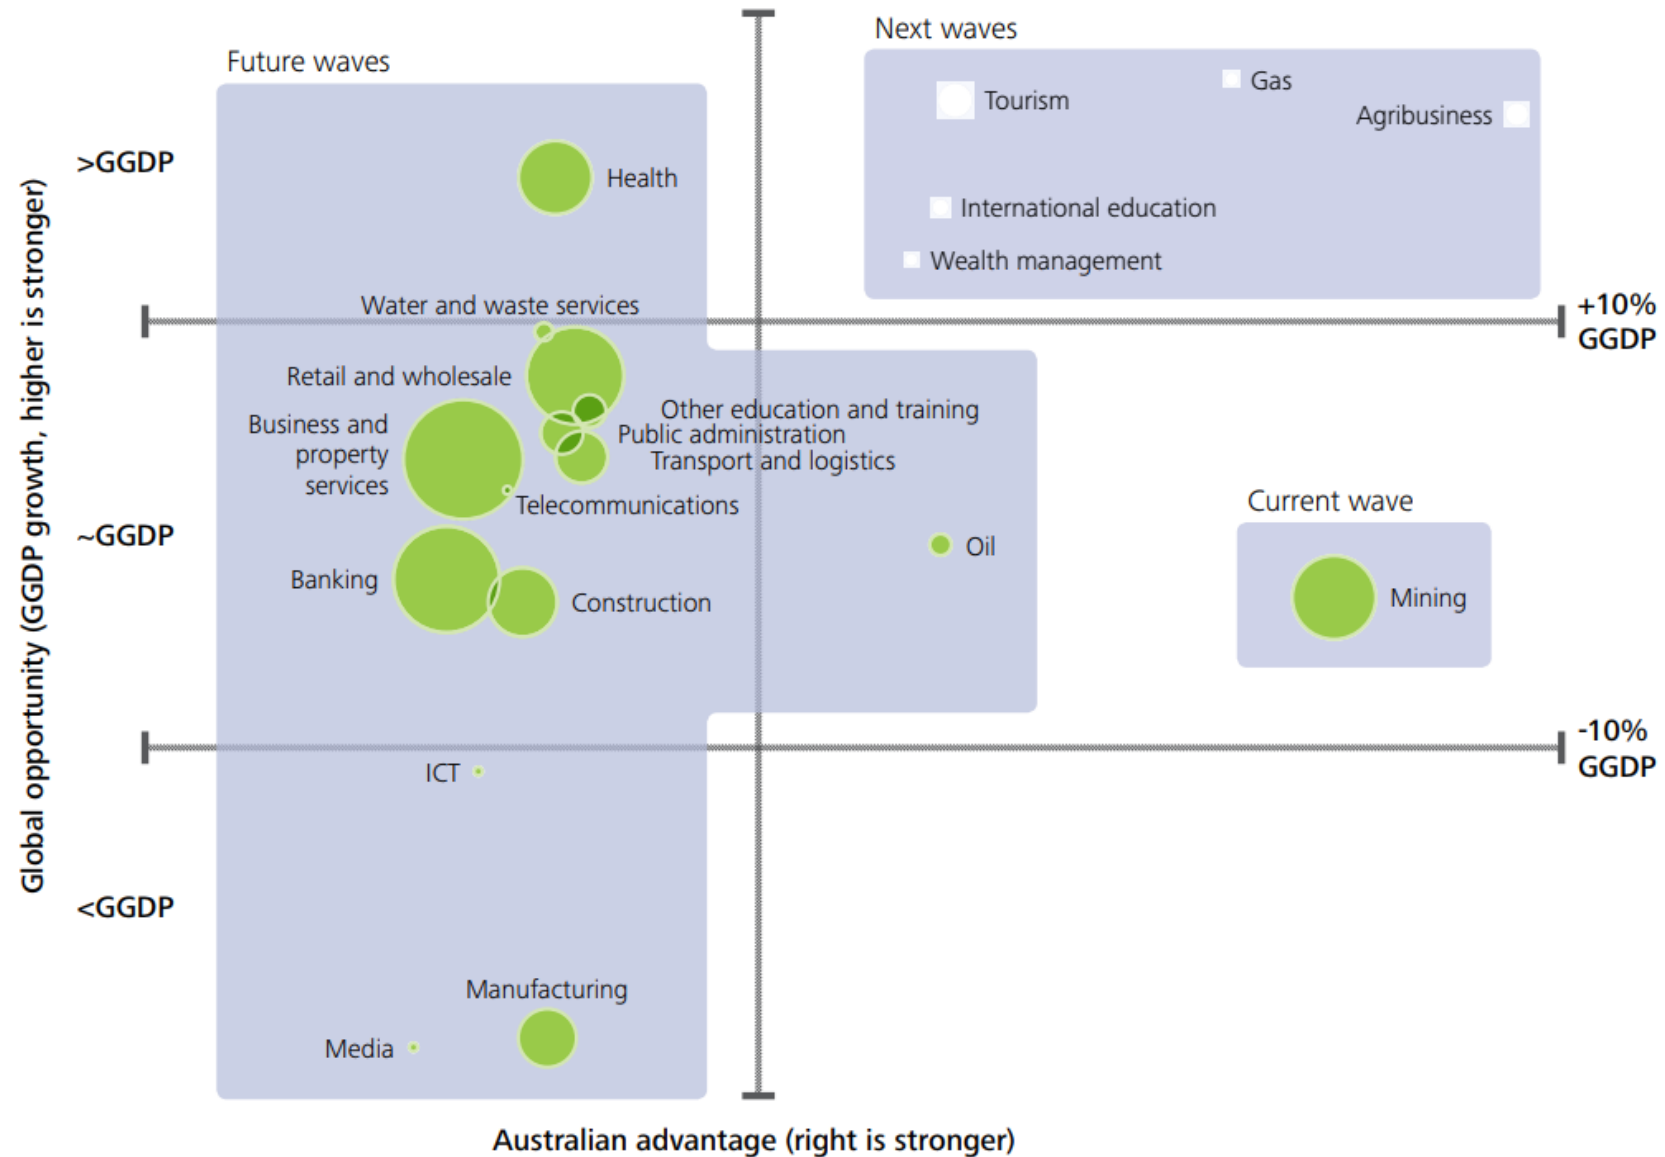 Next waves
Future waves
Gas
Tourism
Agribusiness
>GGDP
Health
International education
Wealth management
Water and waste services
+10%
GGDP
Retail and wholesale
Other education and training
Business and
property
services
Public administration
Transport and logistics
Telecommunications
Current wave
~GGDP
Oil
Banking
Construction
Mining
-10%
GGDP
ICT
<GGDP
Manufacturing
Media
Global opportunity (GGDP growth, higher is stronger)
Australian advantage (right is stronger)